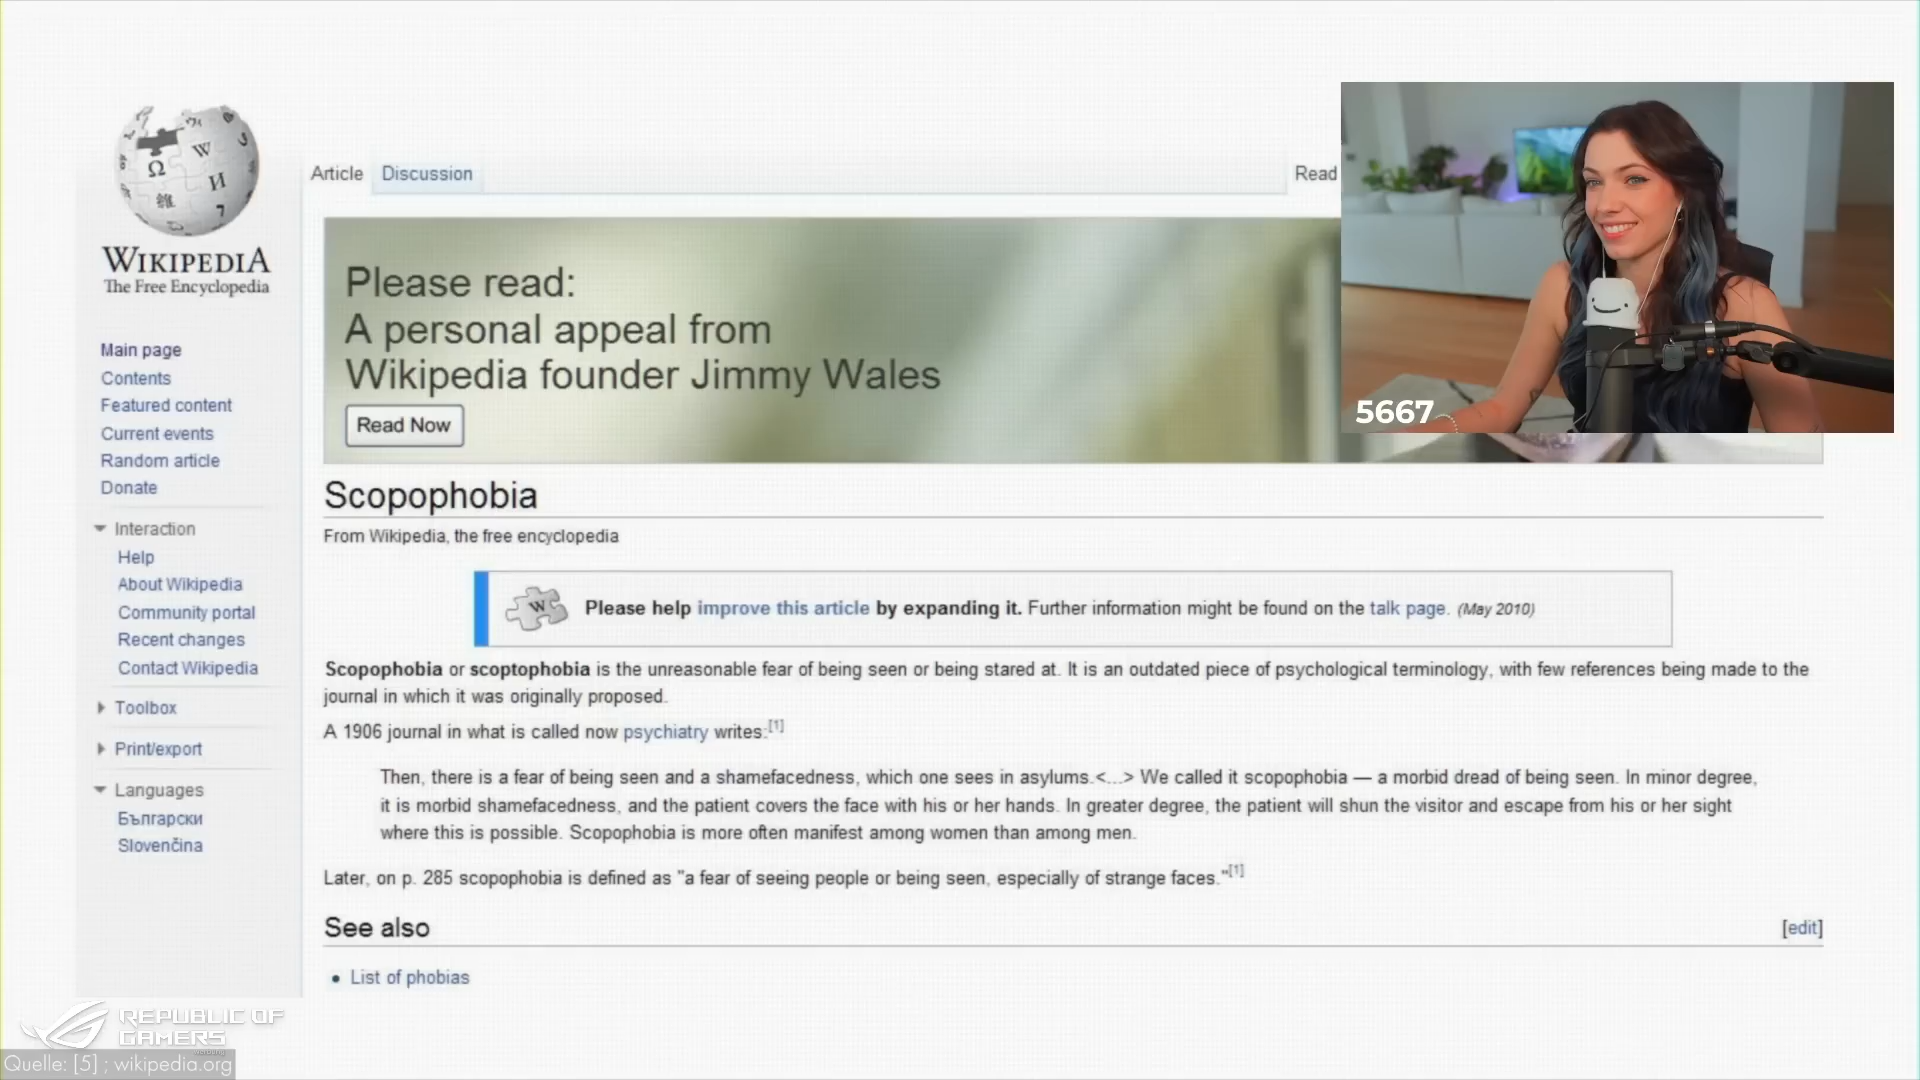 WIKIPEDIA
The Free Encyclopedia
Main page
Contents
Featured content
Current events
Random article
Donate
Interaction
Help
About Wikipedia
Community portal
Recent changes
Contact Wikipedia
Toolbox
Print/export
Languages
Български
Slovenčina
Article Discussion Read
Please read:
A personal appeal from
Wikipedia founder Jimmy Wales
Read Now
5667
Scopophobia
From Wikipedia, the free encyclopedia
Please help improve this article by expanding it. Further information might be found on the talk page. (May 2010)
Scopophobia or scoptophobia is the unreasonable fear of being seen or being stared at. It is an outdated piece of psychological terminology, with few references being made to the
journal in which it was originally proposed.
A 1906 journal in what is called now psychiatry writes:[1]
Then, there is a fear of being seen and a shamefacedness, which one sees in asylums.<...> We called it scopophobia — a morbid dread of being seen. In minor degree,
it is morbid shamefacedness, and the patient covers the face with his or her hands. In greater degree, the patient will shun the visitor and escape from his or her sight
where this is possible. Scopophobia is more often manifest among women than among men.
Later, on p. 285 scopophobia is defined as "a fear of seeing people or being seen, especially of strange faces."[1]
See also [edit]
List of phobias
REPUBLIC OF
GAMERS
Werbung
Quelle: [5] ; wikipedia.org